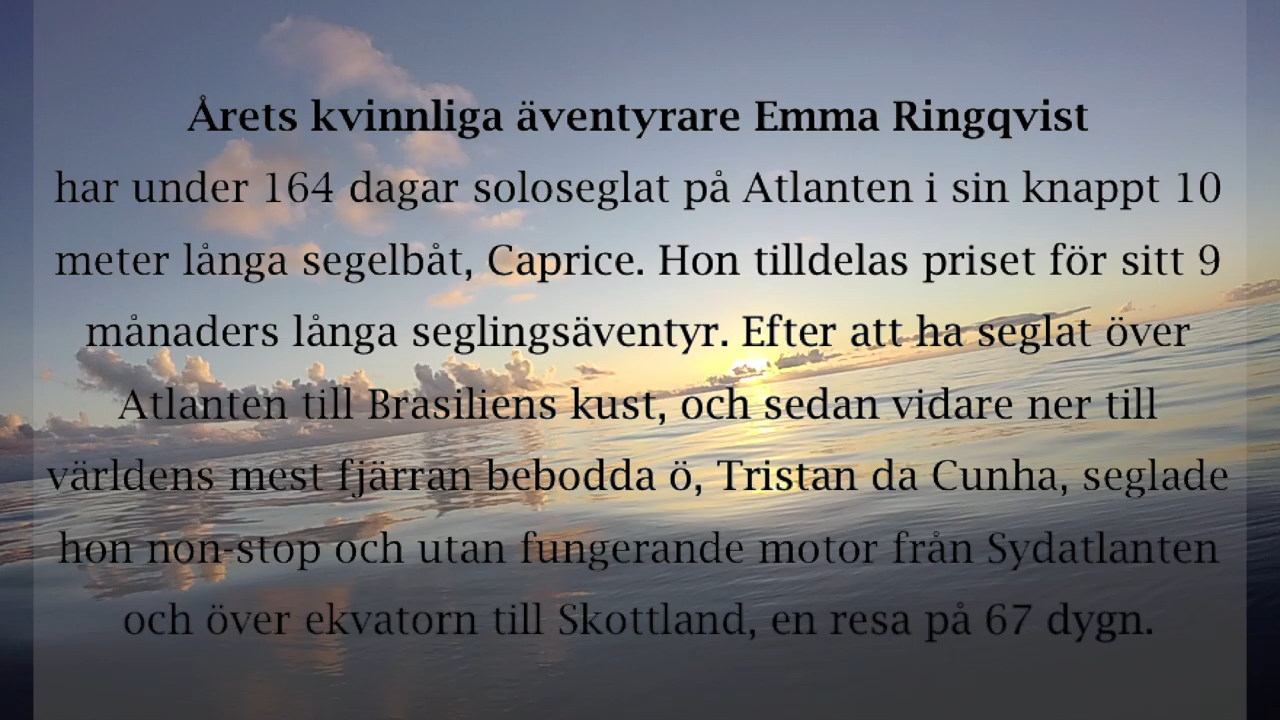 Årets kvinnliga äventyrare Emma Ringqvist
har under 164 dagar soloseglat på Atlanten i sin knappt 10
meter långa segelbåt, Caprice. Hon tilldelas priset för sitt 9
månaders långa seglingsäventyr. Efter att ha seglat över
Atlanten till Brasiliens kust, och sedan vidare ner till
världens mest fjärran bebodda ö, Tristan da Cunha, seglade
hon non-stop och utan fungerande motor från Sydatlanten
och över ekvatorn till Skottland, en resa på 67 dygn.